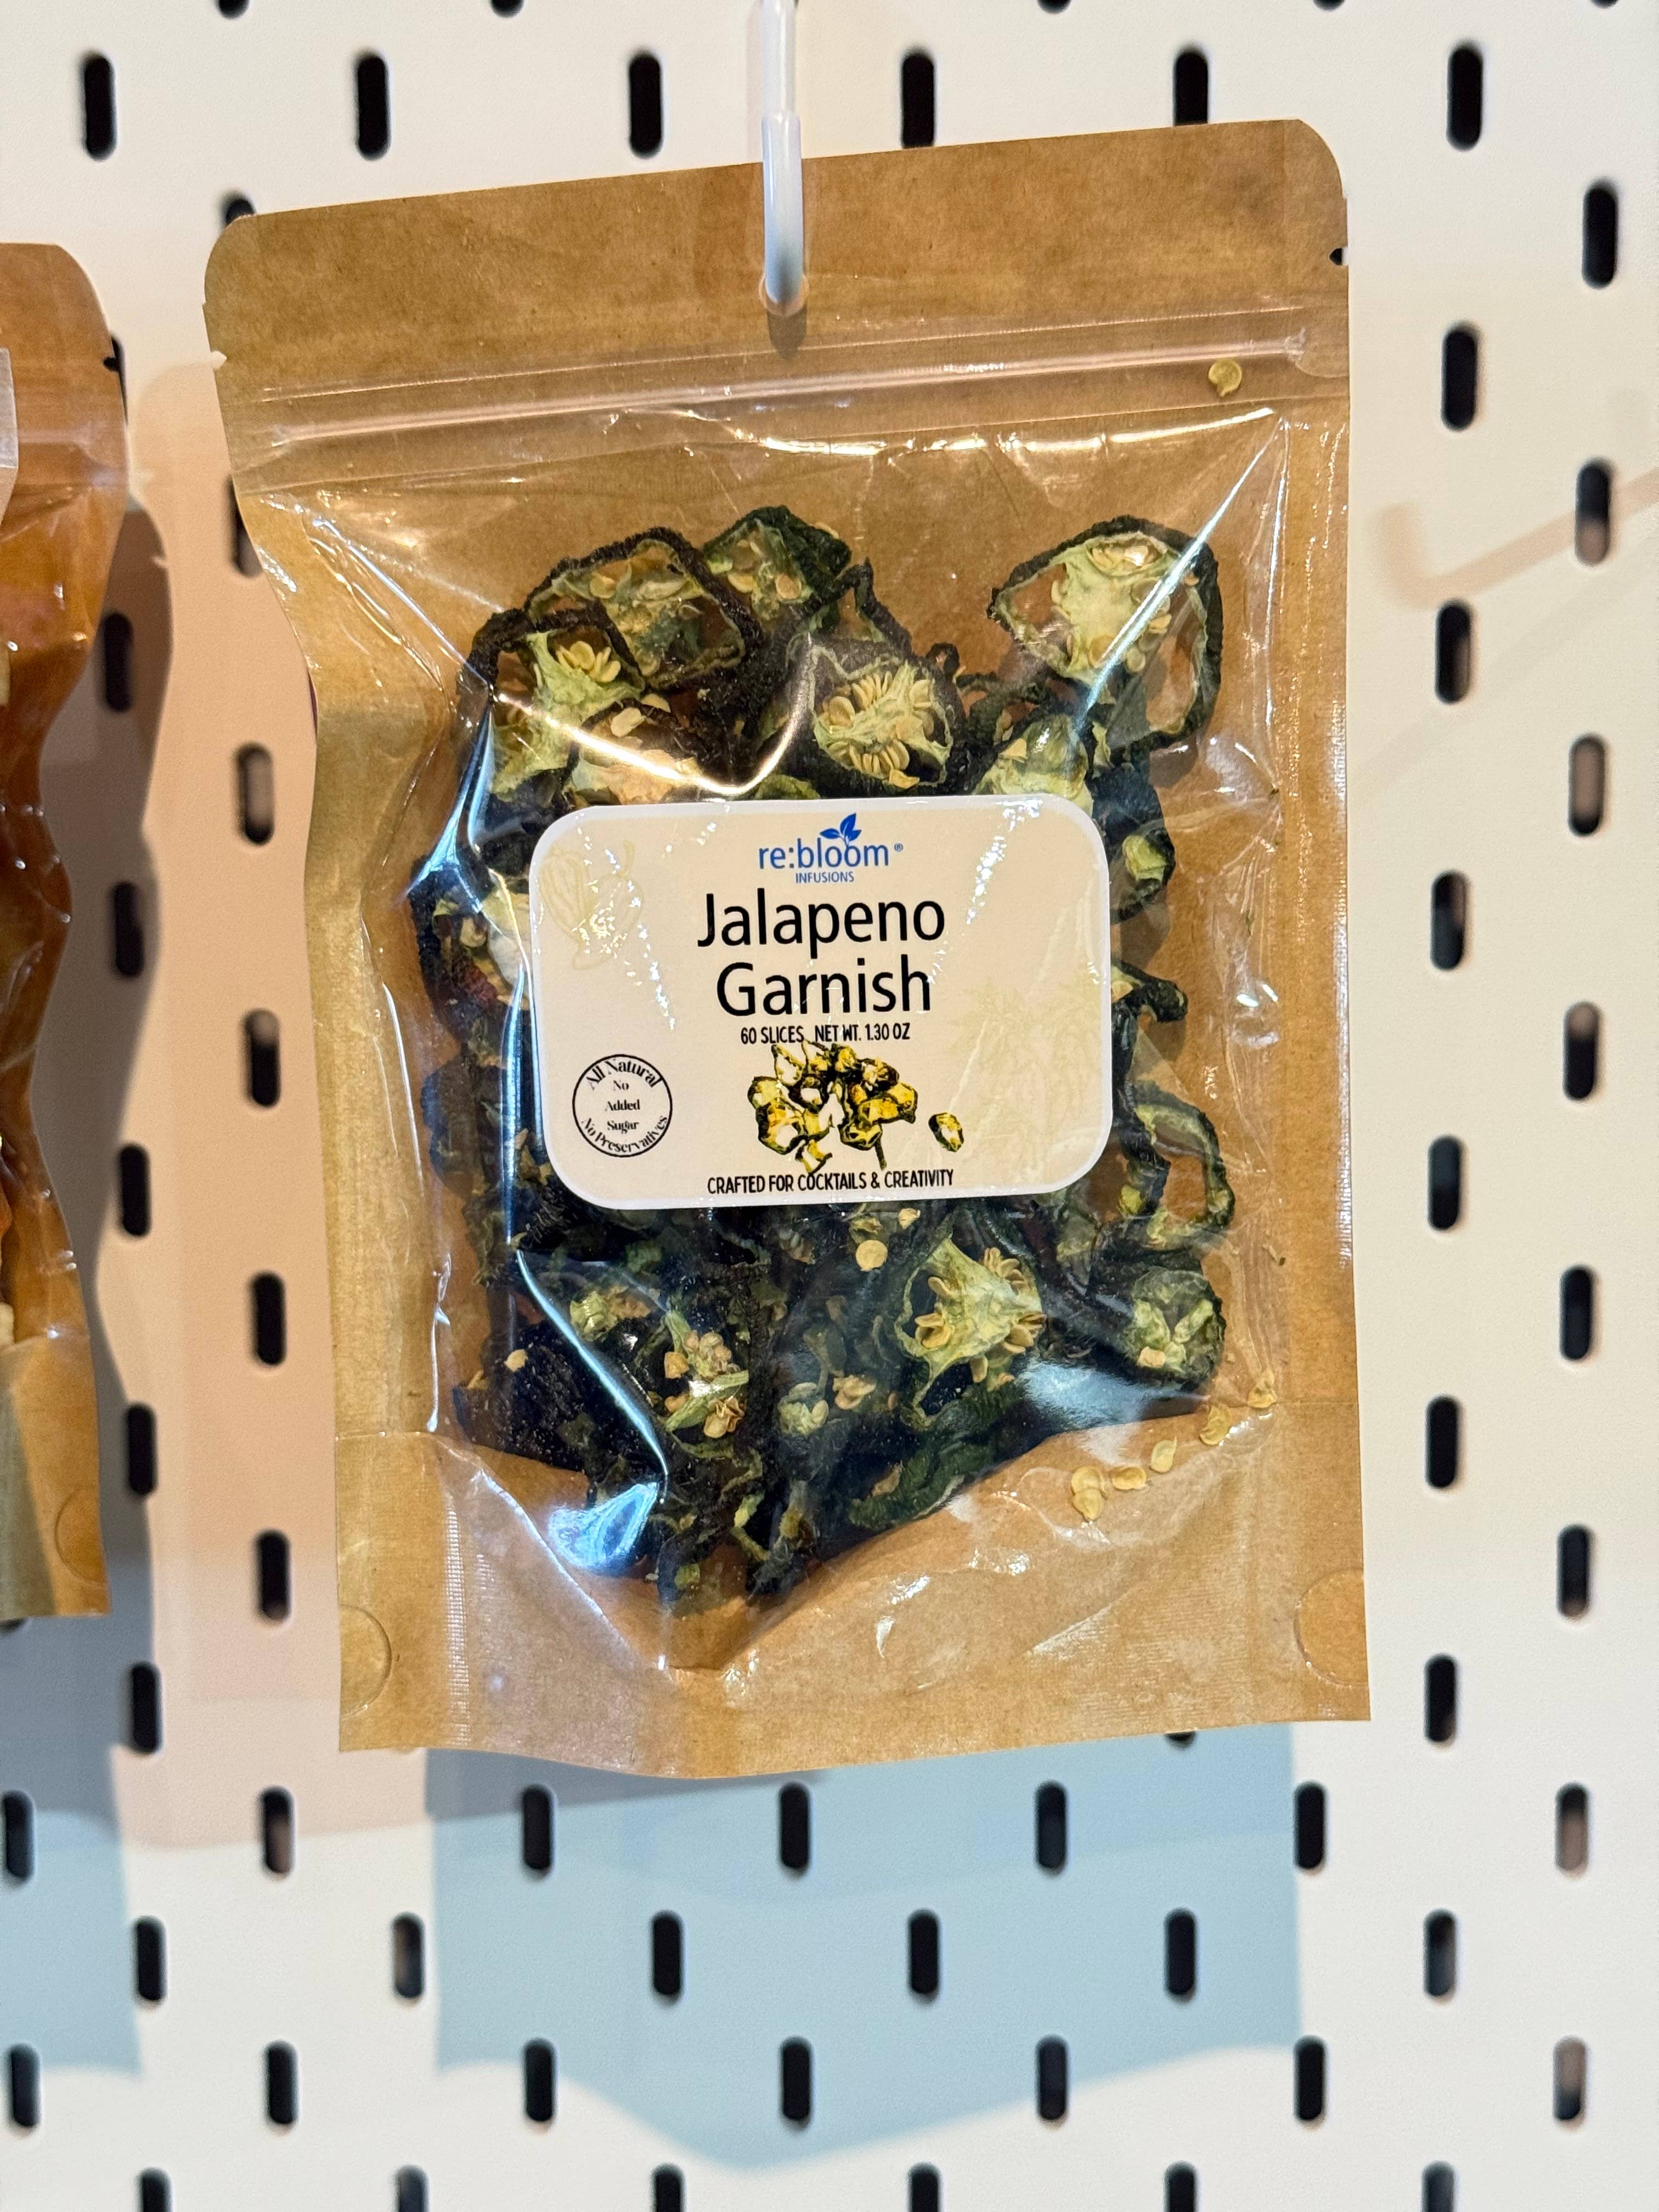 re:bloom®
INFUSIONS
Jalapeno
Garnish
60 SLICES NET WT. 1.30 OZ
All Natural
No
Added
Sugar
No Preservatives
CRAFTED FOR COCKTAILS & CREATIVITY